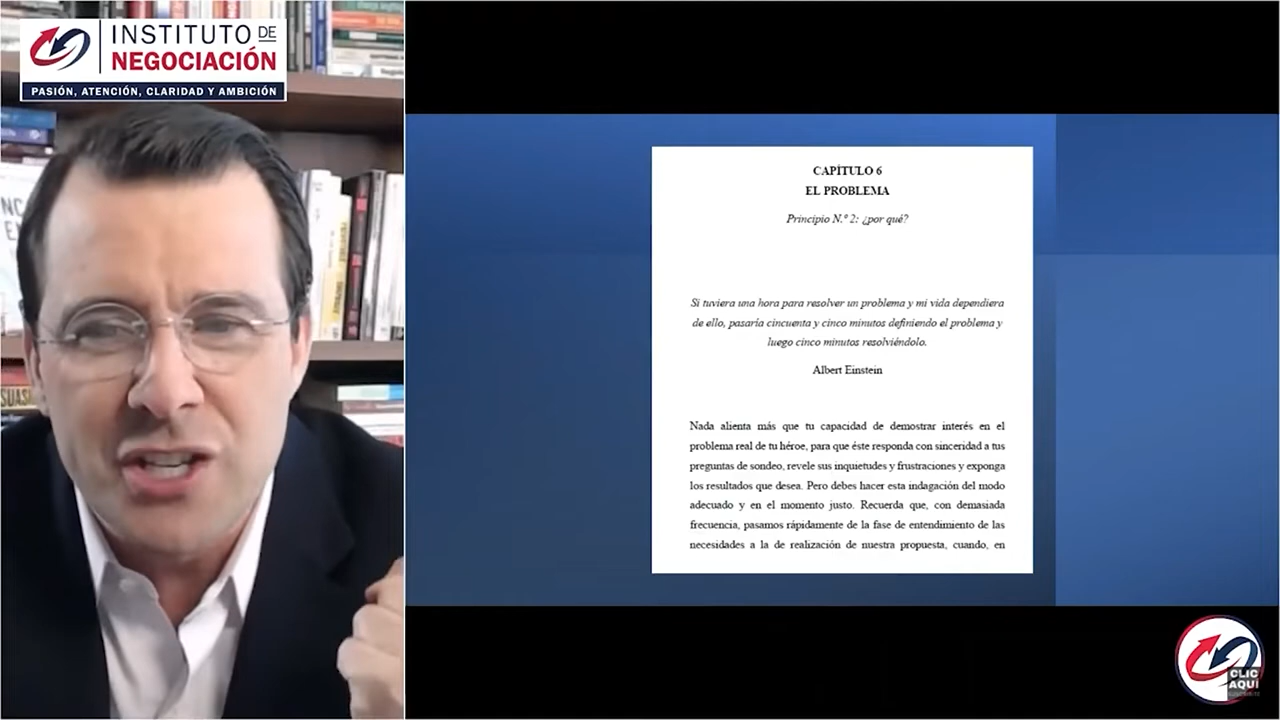 INSTITUTO DE
NEGOCIACIÓN
PASIÓN, ATENCIÓN, CLARIDAD Y AMBICIÓN
CAPÍTULO 6
EL PROBLEMA
Principio N.º 2: ¿por qué?
Si tuviera una hora para resolver un problema y mi vida dependiera
de ello, pasaría cincuenta y cinco minutos definiendo el problema y
luego cinco minutos resolviéndolo.
Albert Einstein
Nada alienta más que tu capacidad de demostrar interés en el
problema real de tu héroe, para que éste responda con sinceridad a tus
preguntas de sondeo, revele sus inquietudes y frustraciones y exponga
los resultados que desea. Pero debes hacer esta indagación del modo
adecuado y en el momento justo. Recuerda que, con demasiada
frecuencia, pasamos rápidamente de la fase de entendimiento de las
necesidades a la de realización de nuestra propuesta, cuando, en
CLIC
AQUÍ